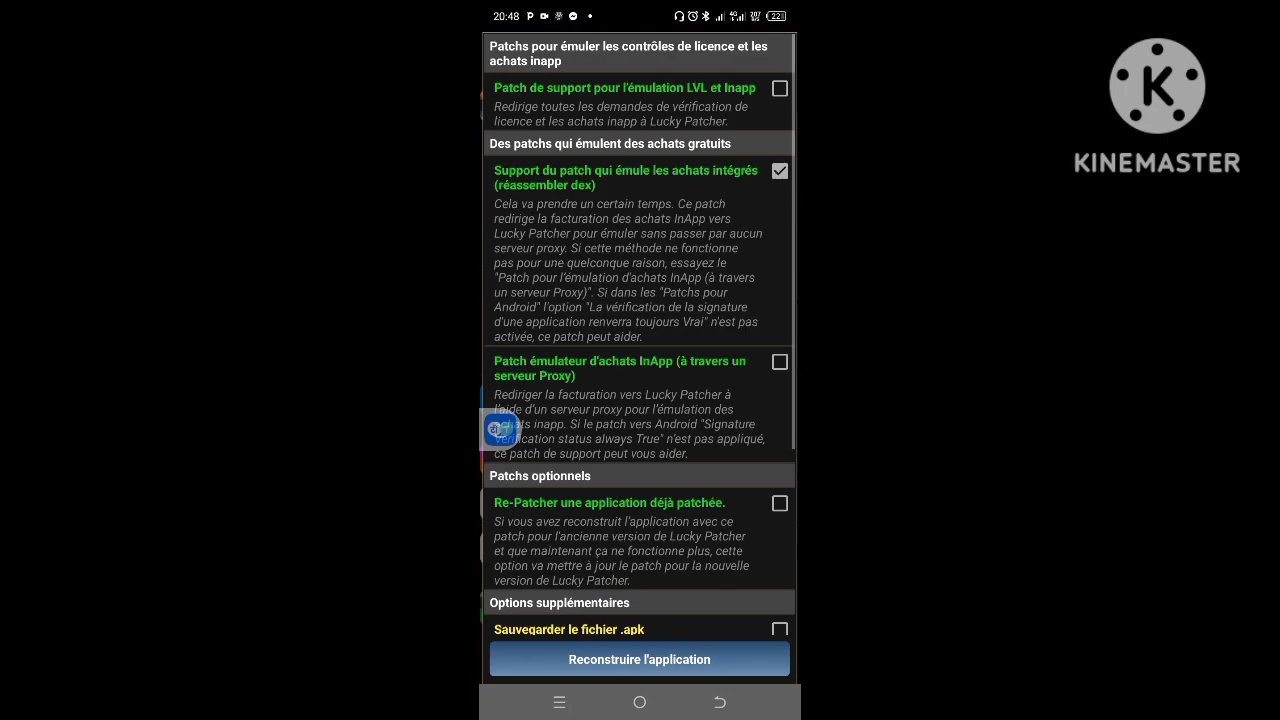 20:48
4G
22
Patchs pour émuler les contrôles de licence et les
achats inapp
Patch de support pour l'émulation LVL et Inapp
Redirige toutes les demandes de vérification de
licence et les achats inapp à Lucky Patcher.
Des patchs qui émulent des achats gratuits
Support du patch qui émule les achats intégrés
(réassembler dex)
Cela va prendre un certain temps. Ce patch
redirige la facturation des achats InApp vers
Lucky Patcher pour émuler sans passer par aucun
serveur proxy. Si cette méthode ne fonctionne
pas pour une quelconque raison, essayez le
"Patch pour l'émulation d'achats InApp (à travers
un serveur Proxy)". Si dans les "Patchs pour
Android" l'option "La vérification de la signature
d'une application renverra toujours Vrai" n'est pas
activée, ce patch peut aider.
Patch émulateur d'achats InApp (à travers un
serveur Proxy)
Rediriger la facturation vers Lucky Patcher à
l'aide d'un serveur proxy pour l'émulation des
achats inapp. Si le patch vers Android "Signature
verification status always True" n'est pas appliqué,
ce patch de support peut vous aider.
Patchs optionnels
Re-Patcher une application déjà patchée.
Si vous avez reconstruit l'application avec ce
patch pour l'ancienne version de Lucky Patcher
et que maintenant ça ne fonctionne plus, cette
option va mettre à jour le patch pour la nouvelle
version de Lucky Patcher.
Options supplémentaires
Sauvegarder le fichier .apk
Reconstruire l'application
K
KINEMASTER